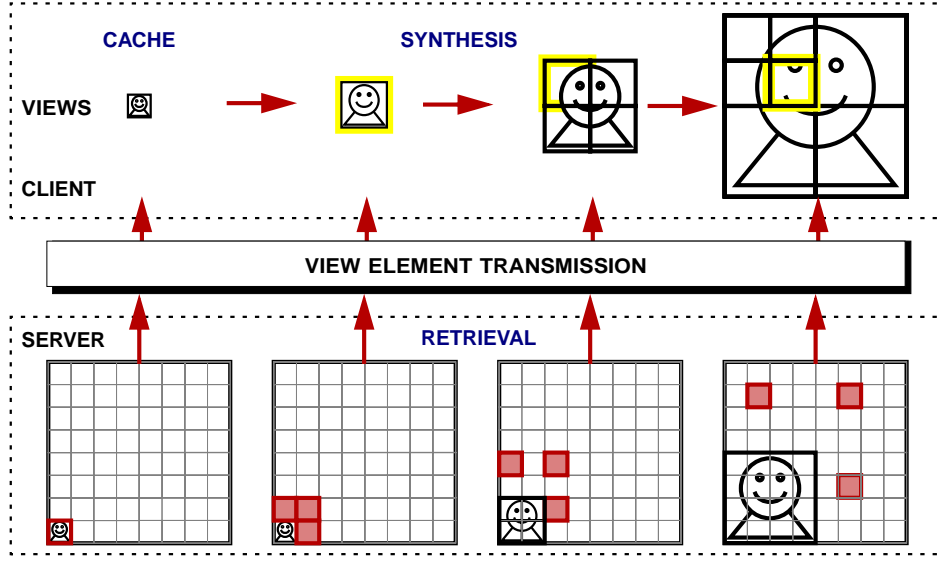 CACHE
SYNTHESIS
VIEWS
CLIENT
VIEW ELEMENT TRANSMISSION
SERVER
RETRIEVAL